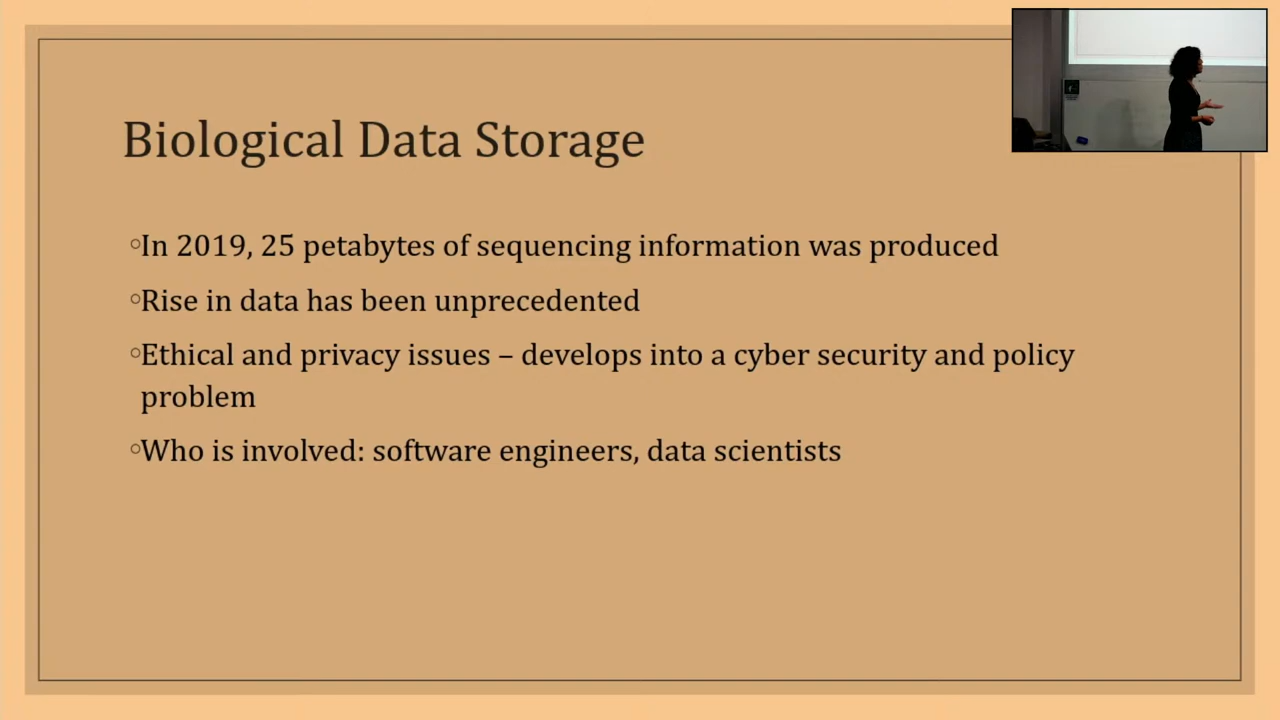 Biological Data Storage
◦In 2019, 25 petabytes of sequencing information was produced
◦Rise in data has been unprecedented
◦Ethical and privacy issues – develops into a cyber security and policy
problem
◦Who is involved: software engineers, data scientists